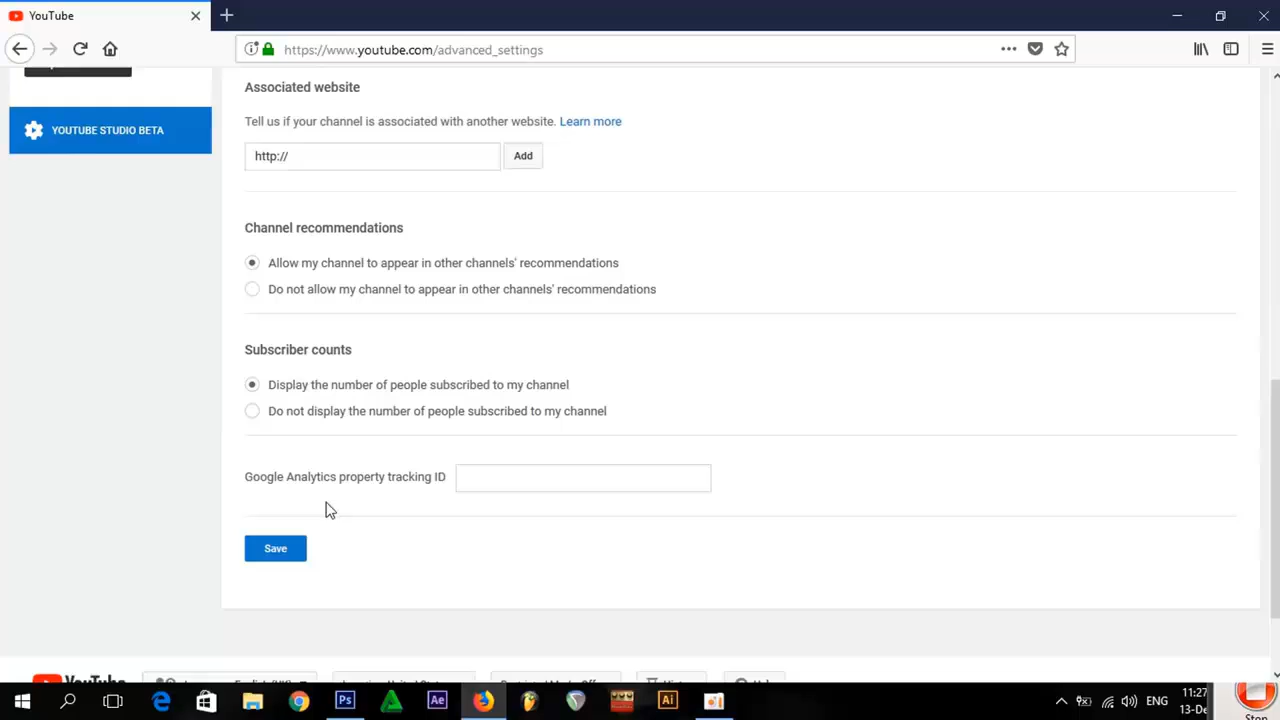 YouTube
https://www.youtube.com/advanced_settings
Associated website
YOUTUBE STUDIO BETA
Tell us if your channel is associated with another website. Learn more
http://
Add
Channel recommendations
Allow my channel to appear in other channels' recommendations
Do not allow my channel to appear in other channels' recommendations
Subscriber counts
Display the number of people subscribed to my channel
Do not display the number of people subscribed to my channel
Google Analytics property tracking ID
Save
YouTube
Ps
Ae
Ai
ENG
11:27
13-De
Stop